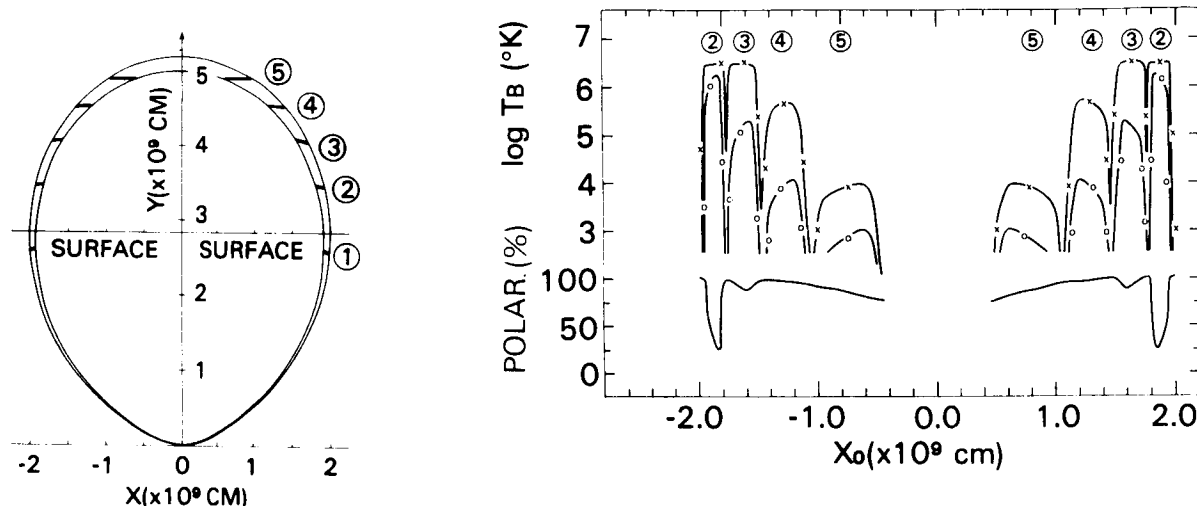 5
4
3
2
1
Y(x10⁹ CM)
⑤
④
③
②
①
SURFACE SURFACE
-2 -1 0 1 2
X(x10⁹ CM)
log TB (°K)
7
6
5
4
3
② ③ ④ ⑤ ⑤ ④ ③ ②
POLAR. (%)
100
50
0
-2.0 -1.0 0.0 1.0 2.0
X₀(x10⁹ cm)